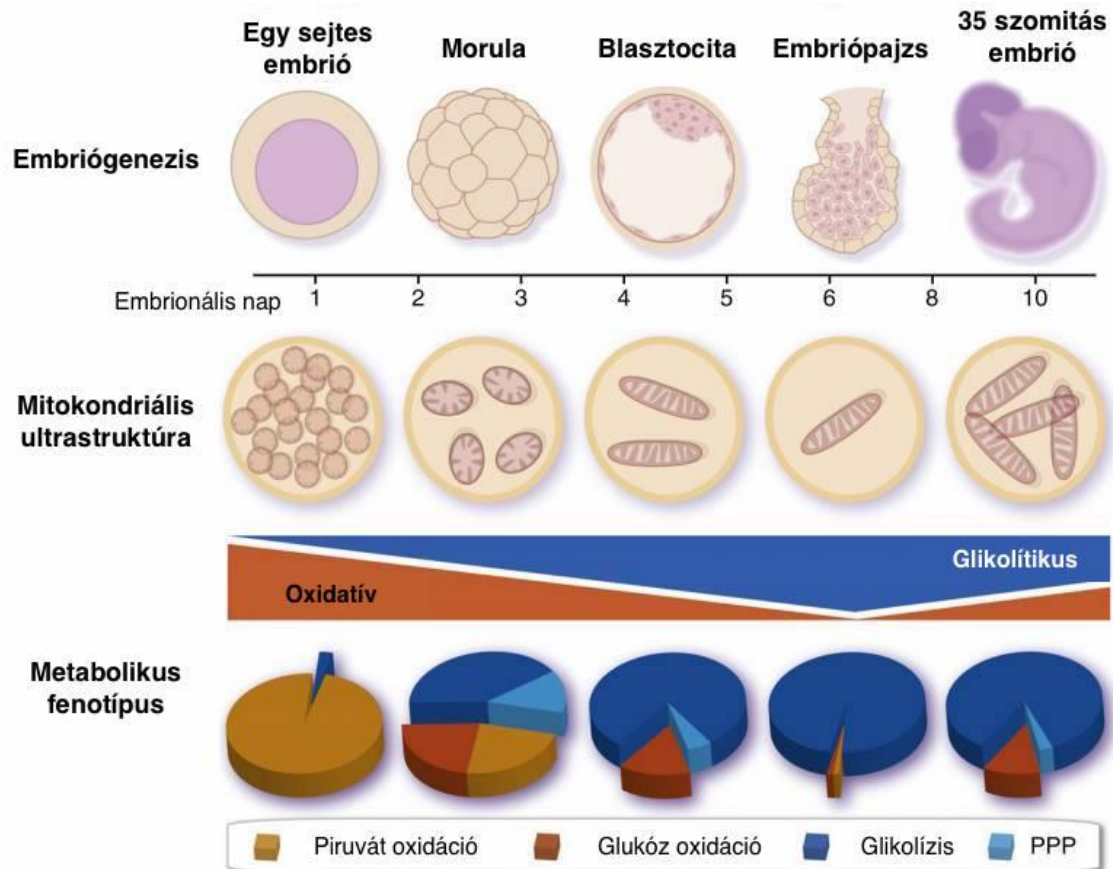 Egy sejtes
embrió
Morula
Blasztocita
Embriópajzs
35 szomitás
embrió
Embriógenezis
Embrionális nap
1 2 3 4 5 6 8 10
Mitokondriális
ultrastruktúra
Glikolítikus
Oxidatív
Metabolikus
fenotípus
Piruvát oxidáció
Glukóz oxidáció
Glikolízis
PPP